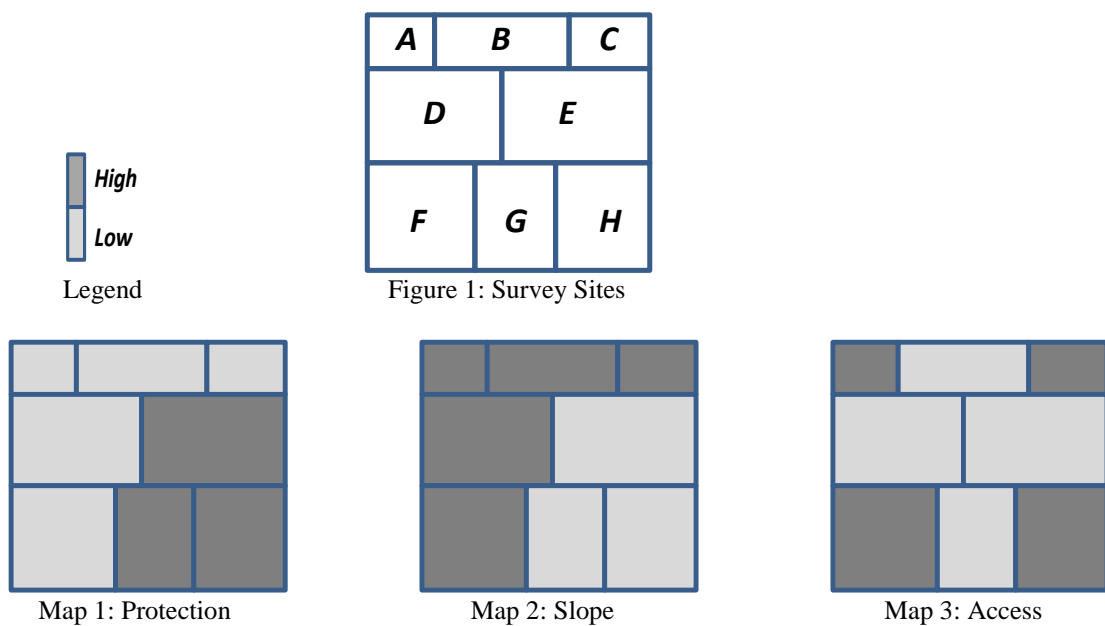 A B C
D E
High
Low
F G H
Legend
Figure 1: Survey Sites
Map 1: Protection
Map 2: Slope
Map 3: Access